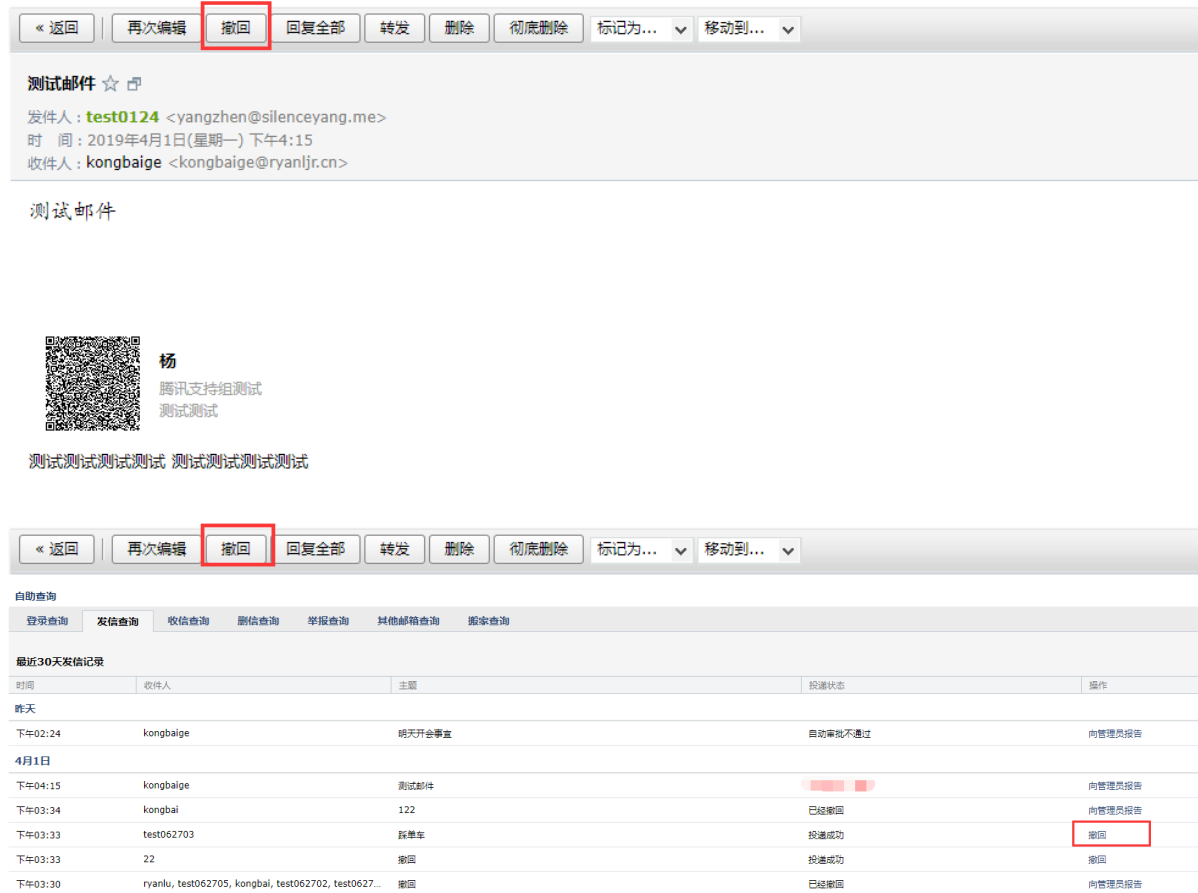 « 返回 再次编辑 撤回 回复全部 转发 删除 彻底删除 标记为... 移动到...
测试邮件
发件人：test0124 <yangzhen@silenceyang.me>
时 间：2019年4月1日(星期一) 下午4:15
收件人：kongbaige <kongbaige@ryanljr.cn>
测试邮件
杨
腾讯支持组测试
测试测试
测试测试测试测试 测试测试测试测试
« 返回 再次编辑 撤回 回复全部 转发 删除 彻底删除 标记为... 移动到...
自助查询
登录查询 发信查询 收信查询 删信查询 举报查询 其他邮箱查询 搬家查询
最近30天发信记录
时间 收件人 主题 投递状态 操作
昨天
下午02:24 kongbaige 明天开会事宜 自动审批不通过 向管理员报告
4月1日
下午04:15 kongbaige 测试邮件 向管理员报告
下午03:34 kongbai 122 已经撤回 向管理员报告
下午03:33 test062703 踩单车 投递成功 撤回
下午03:33 22 撤回 投递成功 撤回
下午03:30 ryanlu, test062705, kongbai, test062702, test0627... 撤回 已经撤回 向管理员报告